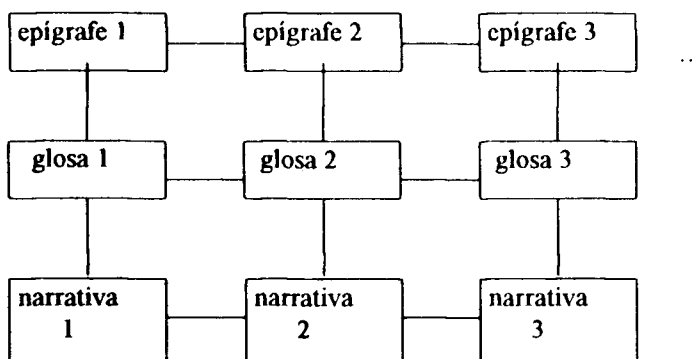 epígrafe 1
epígrafe 2
epígrafe 3
..
glosa 1
glosa 2
glosa 3
narrativa
1
narrativa
2
narrativa
3